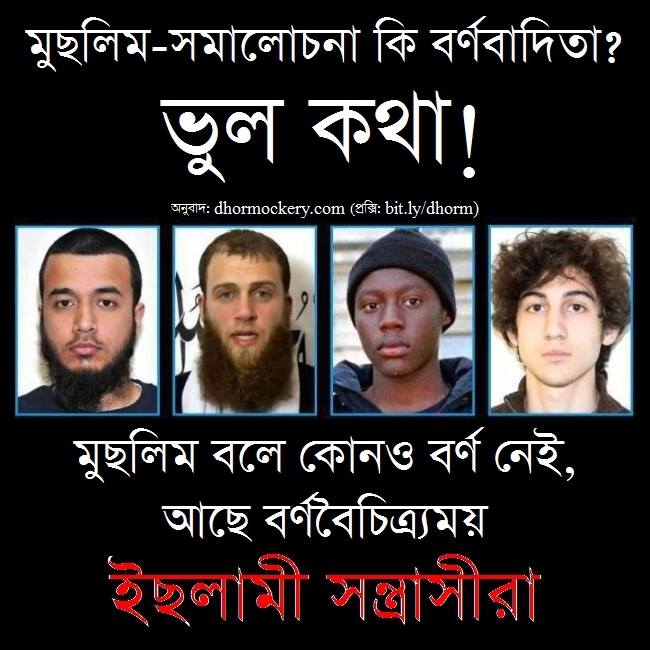 মুছলিম-সমালোচনা কি বর্ণবাদিতা?
ভুল কথা!
অনুবাদ: dhormockery.com (প্রক্সি: bit.ly/dhorm)
মুছলিম বলে কোনও বর্ণ নেই,
আছে বর্ণবৈচিত্র্যময়
ইছলামী সন্ত্রাসীরা